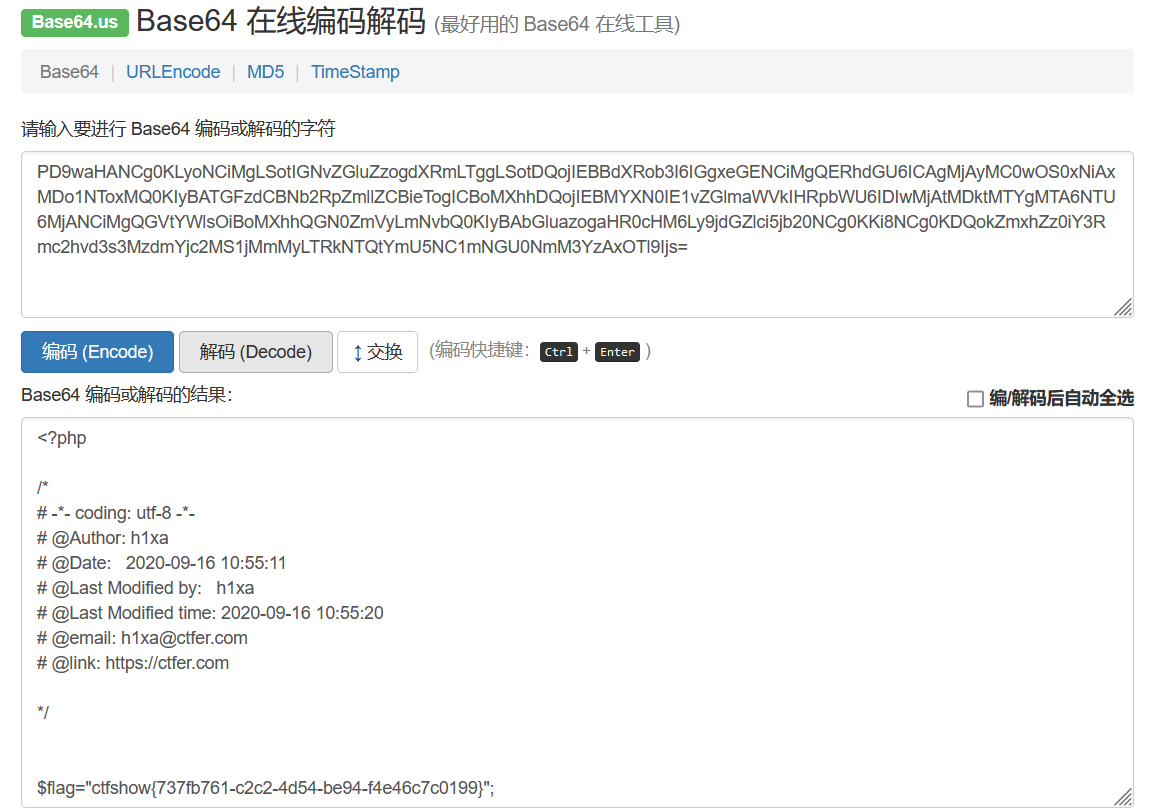 Base64.us Base64 在线编码解码 (最好用的 Base64 在线工具)
Base64 | URLEncode | MD5 | TimeStamp
请输入要进行 Base64 编码或解码的字符
PD9waHANCg0KLyoNCiMgLSotIGNvZGluZzogdXRmLTggLSotDQojIEBBdXRob3I6IGgxeGENCiMgQERhdGU6ICAgMjAyMC0wOS0xNiAx
MDo1NToxMQ0KIyBATGFzdCBNb2RpZmllZCBieTogICBoMXhhDQojIEBMYXN0IE1vZGlmaWVkIHRpbWU6IDIwMjAtMDktMTYgMTA6NTU
6MjANCiMgQGVtYWlsOiBoMXhhQGN0ZmVyLmNvbQ0KIyBAbGluazogaHR0cHM6Ly9jdGZlci5jb20NCg0KKi8NCg0KDQokZmxhZz0iY3R
mc2hvd3s3MzdmYjc2MS1jMmMyLTRkNTQtYmU5NC1mNGU0NmM3YzAxOTl9Ijs=
编码 (Encode) 解码 (Decode) ↕交换 (编码快捷键: Ctrl + Enter )
Base64 编码或解码的结果: 编/解码后自动全选
<?php
/*
# -*- coding: utf-8 -*-
# @Author: h1xa
# @Date:   2020-09-16 10:55:11
# @Last Modified by:   h1xa
# @Last Modified time: 2020-09-16 10:55:20
# @email: h1xa@ctfer.com
# @link: https://ctfer.com
*/
$flag="ctfshow{737fb761-c2c2-4d54-be94-f4e46c7c0199}";